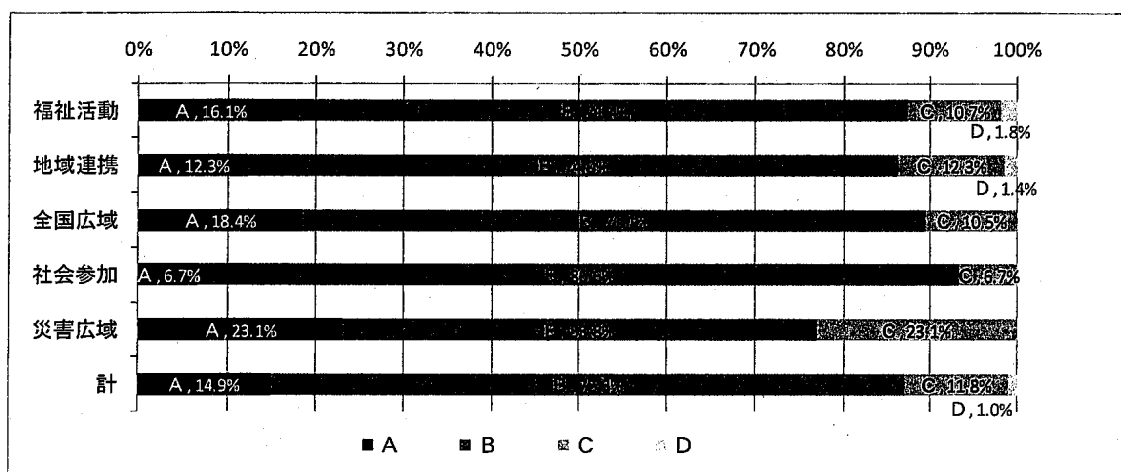 0% 10% 20% 30% 40% 50% 60% 70% 80% 90% 100%
福祉活動 A, 16.1% C, 10.7%
D, 1.8%
地域連携 A, 12.3% C, 12.3%
D, 1.4%
全国広域 A, 18.4% C, 10.5%
社会参加 A, 6.7% C, 6.7%
災害広域 A, 23.1% C, 23.1%
計 A, 14.9% C, 11.8%
D, 1.0%
A B C D